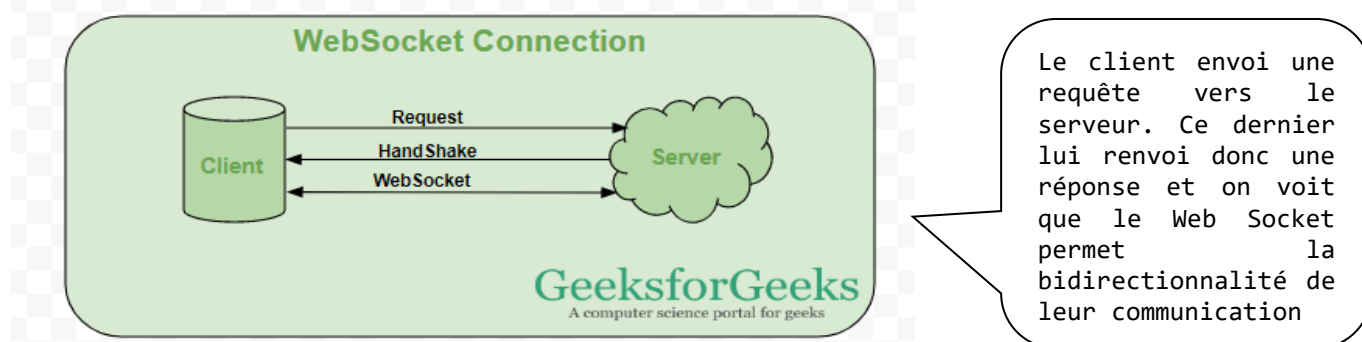 WebSocket Connection
Request
HandShake
WebSocket
Client
Server
GeeksforGeeks
A computer science portal for geeks
Le client envoi une
requête vers le
serveur. Ce dernier
lui renvoi donc une
réponse et on voit
que le Web Socket
permet la
bidirectionnalité de
leur communication